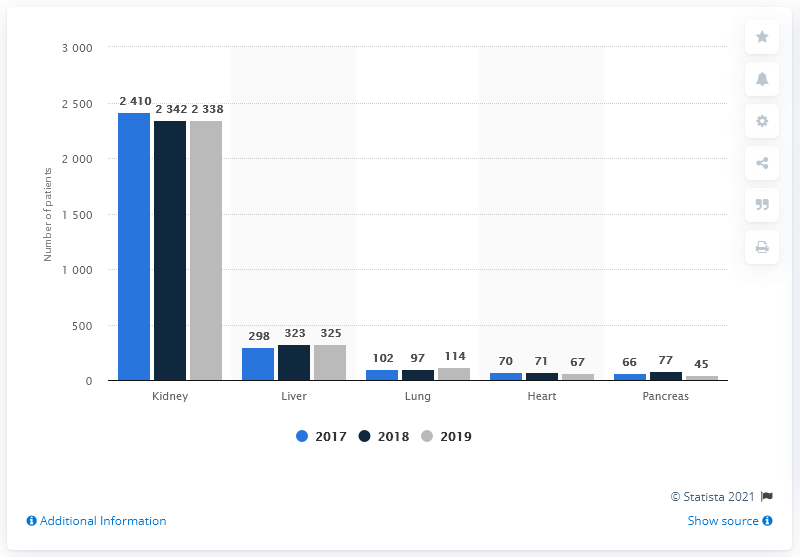 3 000
2 500
2 000
1 500
1 000
500
0
Number of patients
2 410
2 342
2 338
298
323
325
102
97
114
70
71
67
66
77
45
Kidney
Liver
Lung
Heart
Pancreas
2017
2018
2019
© Statista 2021
Additional Information
Show source